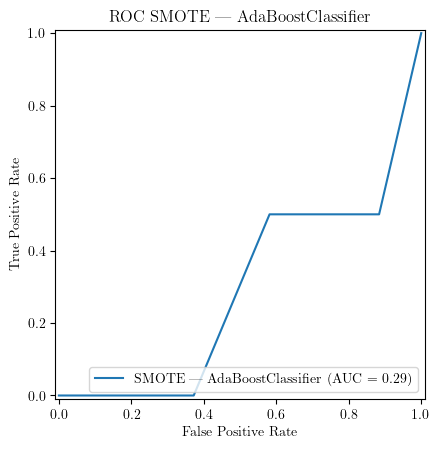 ROC SMOTE — AdaBoostClassifier
1.0
0.8
0.6
0.4
0.2
0.0
True Positive Rate
SMOTE — AdaBoostClassifier (AUC = 0.29)
0.0 0.2 0.4 0.6 0.8 1.0
False Positive Rate